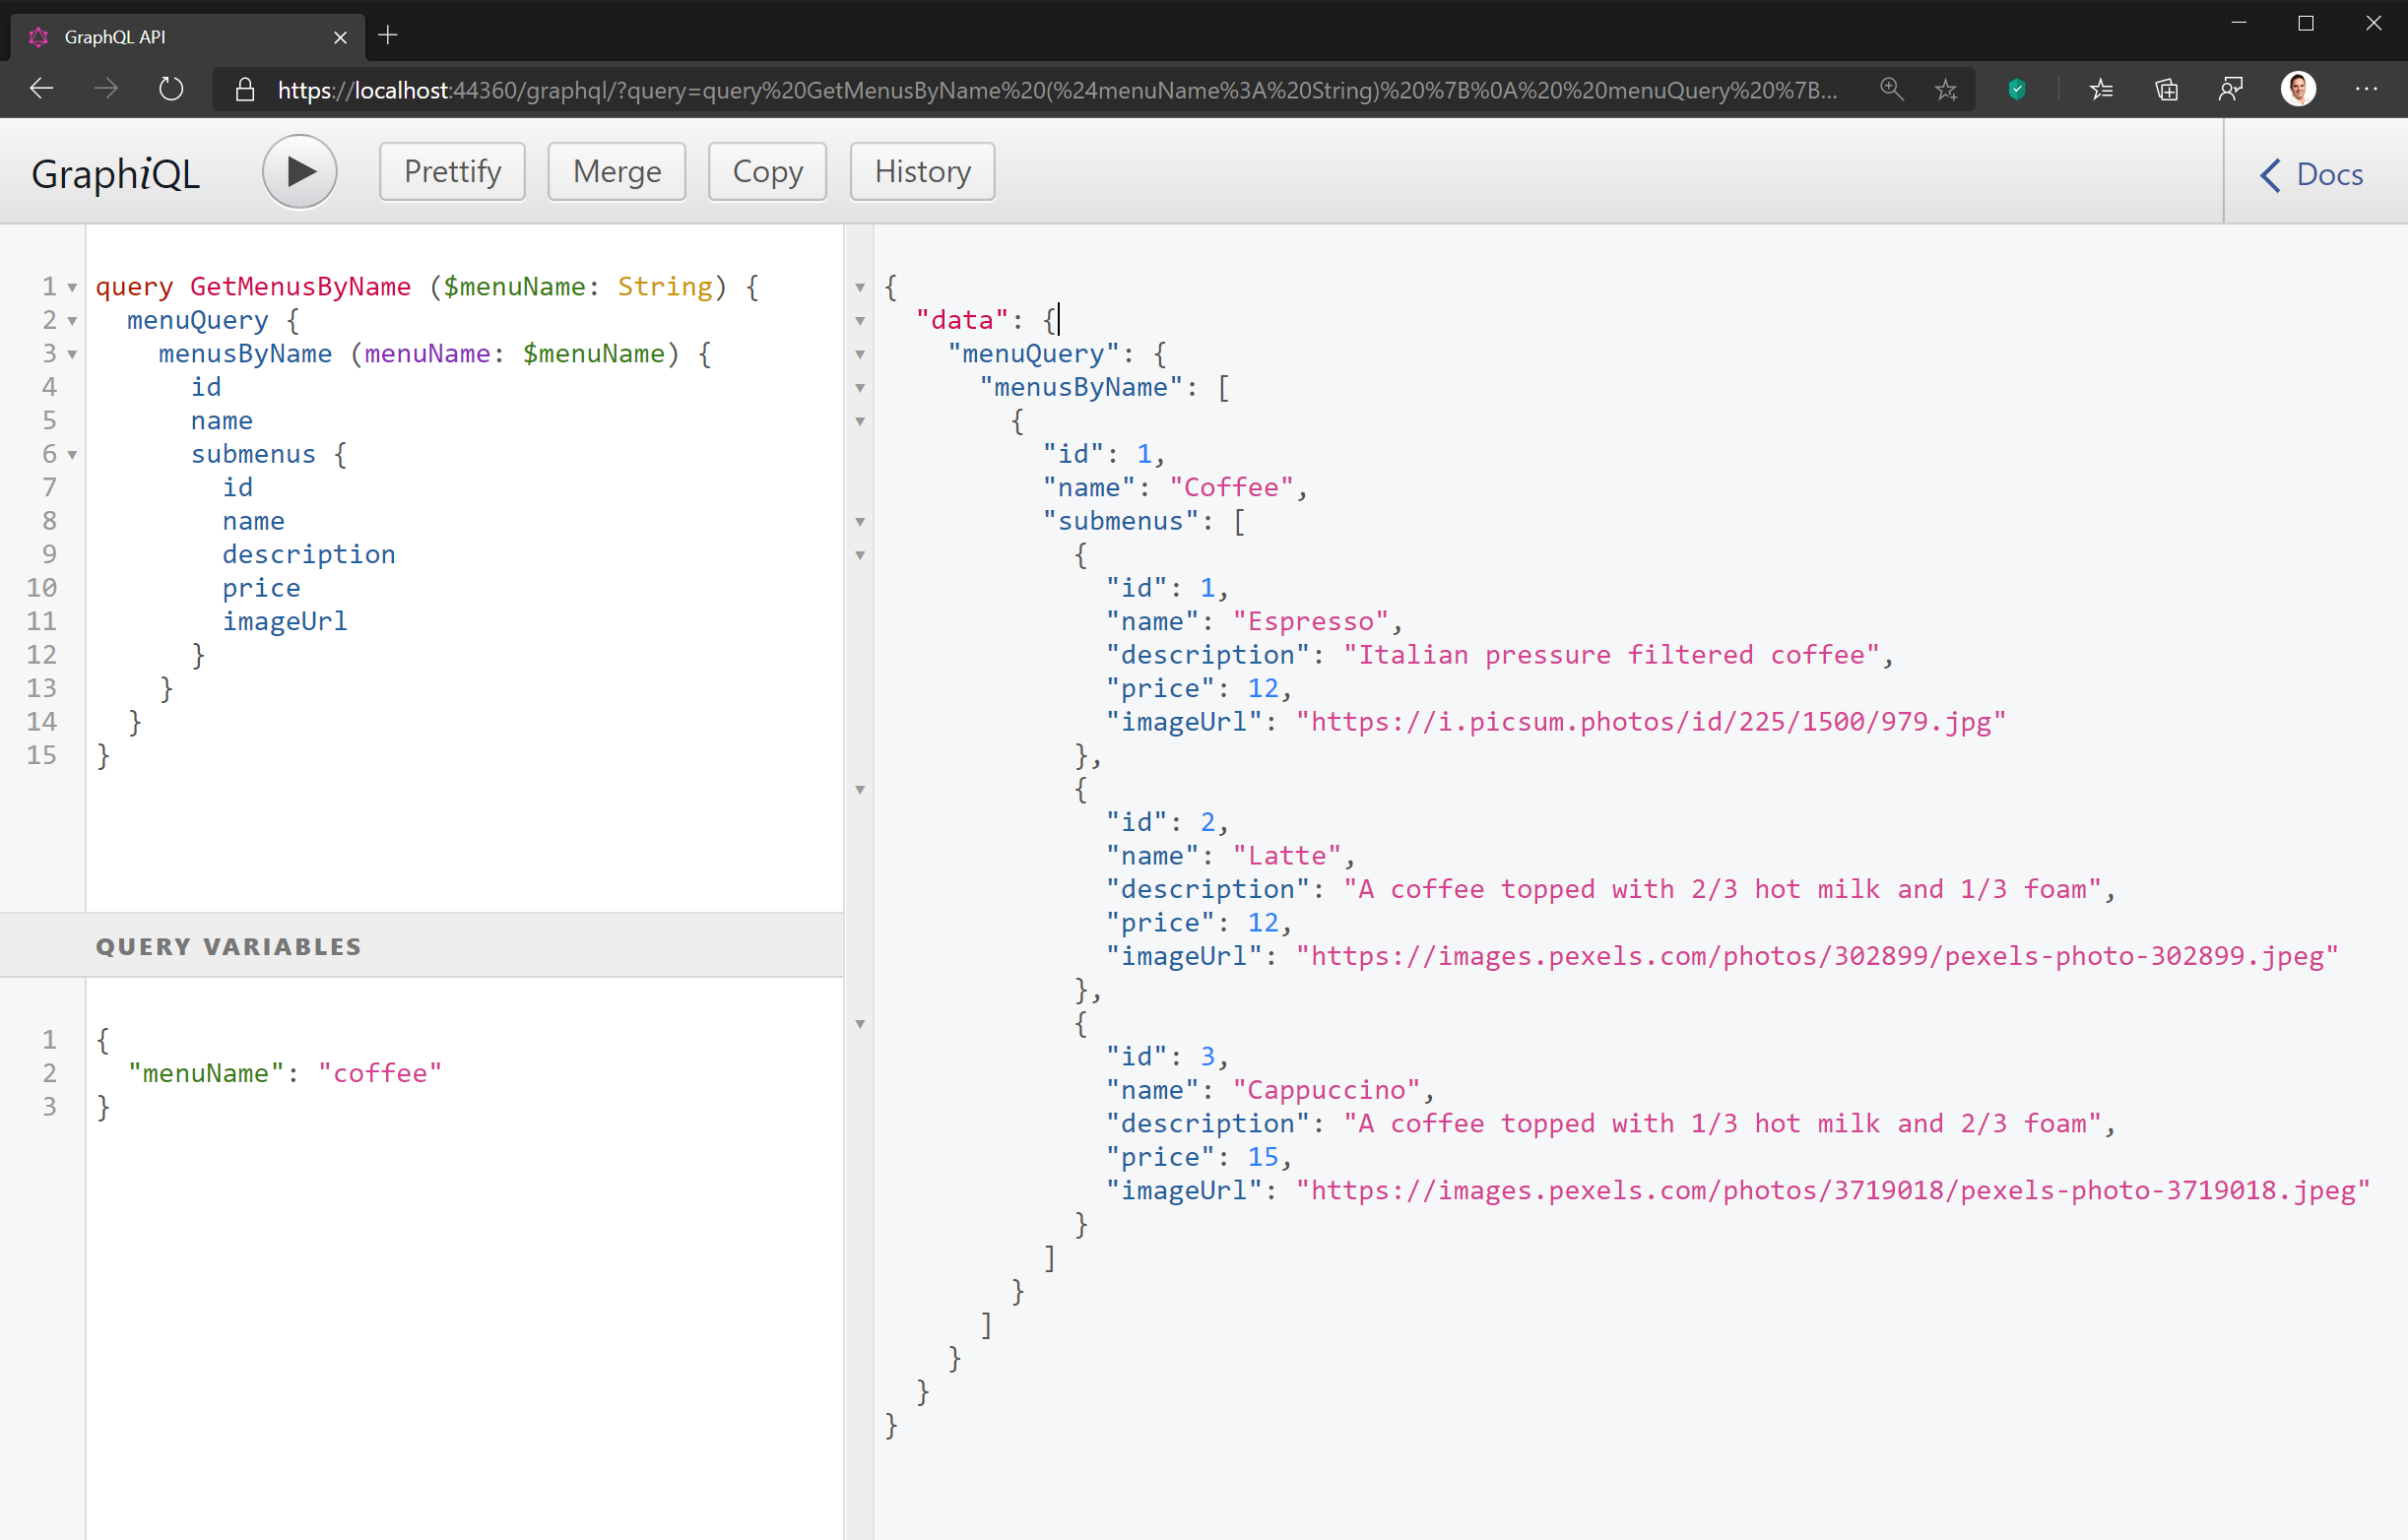 GraphQL API
https://localhost:44360/graphql/?query=query%20GetMenusByName%20(%24menuName%3A%20String)%20%7B%0A%20%20menuQuery%20%7B...
GraphiQL
Prettify
Merge
Copy
History
Docs
1 query GetMenusByName ($menuName: String) {
2 menuQuery {
3 menusByName (menuName: $menuName) {
4 id
5 name
6 submenus {
7 id
8 name
9 description
10 price
11 imageUrl
12 }
13 }
14 }
15 }
QUERY VARIABLES
1 {
2 "menuName": "coffee"
3 }
{
"data": {
"menuQuery": {
"menusByName": [
{
"id": 1,
"name": "Coffee",
"submenus": [
{
"id": 1,
"name": "Espresso",
"description": "Italian pressure filtered coffee",
"price": 12,
"imageUrl": "https://i.picsum.photos/id/225/1500/979.jpg"
},
{
"id": 2,
"name": "Latte",
"description": "A coffee topped with 2/3 hot milk and 1/3 foam",
"price": 12,
"imageUrl": "https://images.pexels.com/photos/302899/pexels-photo-302899.jpeg"
},
{
"id": 3,
"name": "Cappuccino",
"description": "A coffee topped with 1/3 hot milk and 2/3 foam",
"price": 15,
"imageUrl": "https://images.pexels.com/photos/3719018/pexels-photo-3719018.jpeg"
}
]
}
]
}
}
}